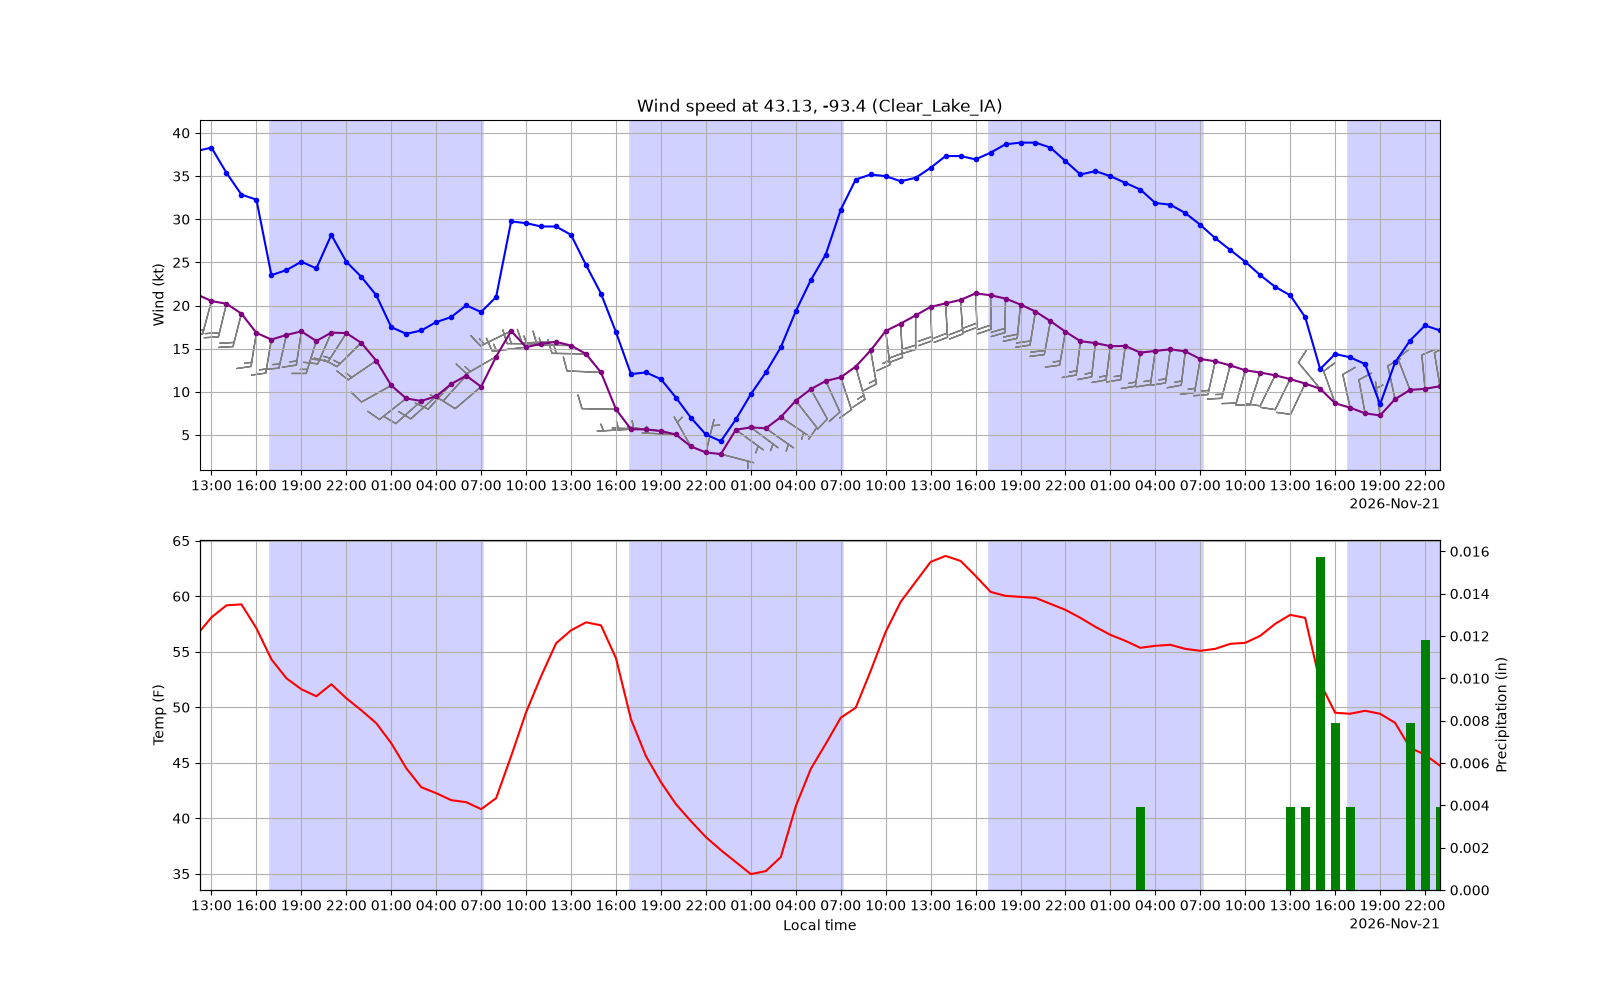 Wind speed at 43.13, -93.4 (Clear_Lake_IA)
Wind (kt)
40
35
30
25
20
15
10
5
13:00 16:00 19:00 22:00 01:00 04:00 07:00 10:00 13:00 16:00 19:00 22:00 01:00 04:00 07:00 10:00 13:00 16:00 19:00 22:00 01:00 04:00 07:00 10:00 13:00 16:00 19:00 22:00
2026-Nov-21
Temp (F)
65
60
55
50
45
40
35
Precipitation (in)
0.016
0.014
0.012
0.010
0.008
0.006
0.004
0.002
0.000
13:00 16:00 19:00 22:00 01:00 04:00 07:00 10:00 13:00 16:00 19:00 22:00 01:00 04:00 07:00 10:00 13:00 16:00 19:00 22:00 01:00 04:00 07:00 10:00 13:00 16:00 19:00 22:00
Local time
2026-Nov-21